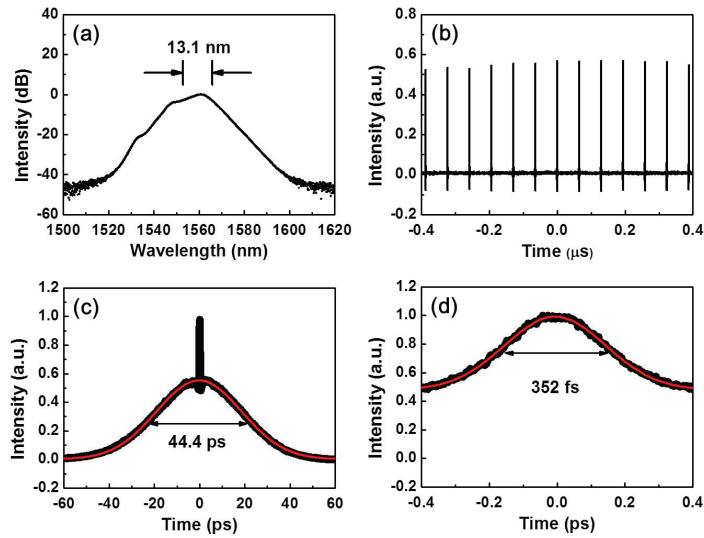 (a)
13.1 nm
40
20
0
-20
-40
-60
Intensity (dB)
1500 1520 1540 1560 1580 1600 1620
Wavelength (nm)
(b)
0.8
0.6
0.4
0.2
0.0
-0.2
Intensity (a.u.)
-0.4 -0.2 0.0 0.2 0.4
Time (μs)
(c)
1.2
1.0
0.8
0.6
0.4
0.2
0.0
-0.2
Intensity (a.u.)
44.4 ps
-60 -40 -20 0 20 40 60
Time (ps)
(d)
1.2
1.0
0.8
0.6
0.4
0.2
0.0
-0.2
Intensity (a.u.)
352 fs
-0.4 -0.2 0.0 0.2 0.4
Time (ps)